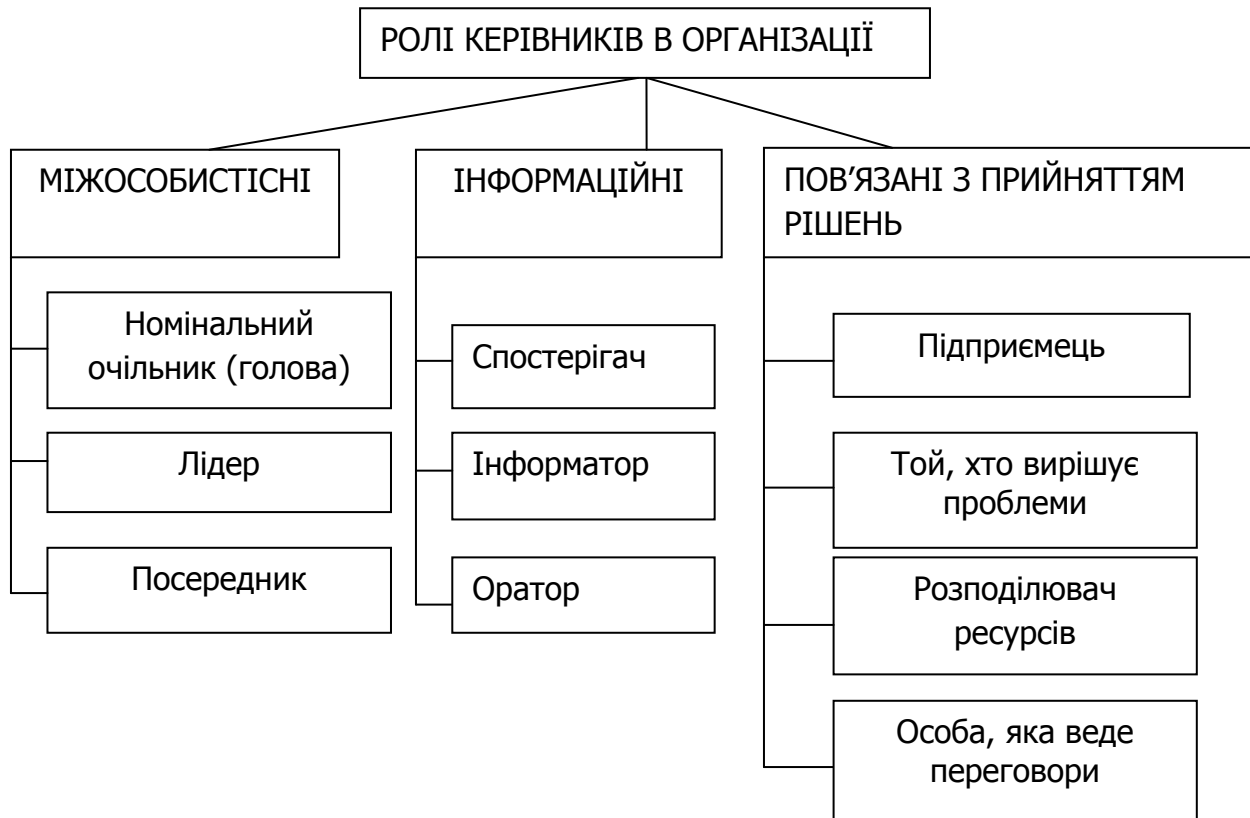 РОЛІ КЕРІВНИКІВ В ОРГАНІЗАЦІЇ
МІЖОСОБИСТІСНІ
Номінальний
очільник (голова)
Лідер
Посередник
ІНФОРМАЦІЙНІ
Спостерігач
Інформатор
Оратор
ПОВ’ЯЗАНІ З ПРИЙНЯТТЯМ
РІШЕНЬ
Підприємець
Той, хто вирішує
проблеми
Розподілювач
ресурсів
Особа, яка веде
переговори